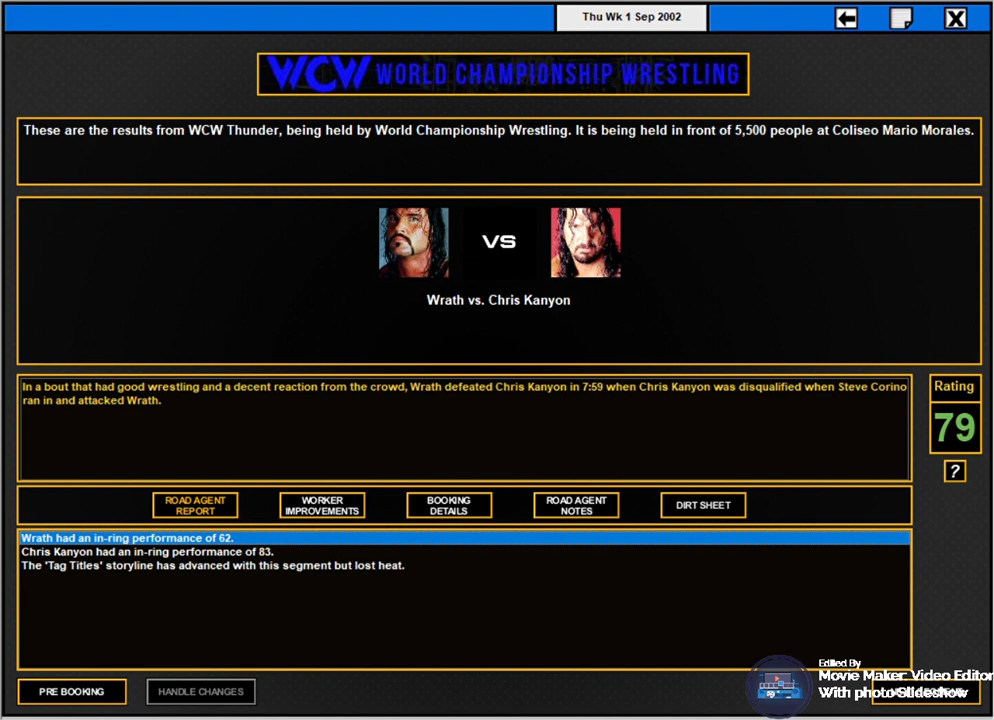 Thu Wk 1 Sep 2002
WCW WORLD CHAMPIONSHIP WRESTLING
These are the results from WCW Thunder, being held by World Championship Wrestling. It is being held in front of 5,500 people at Coliseo Mario Morales.
VS
Wrath vs. Chris Kanyon
In a bout that had good wrestling and a decent reaction from the crowd, Wrath defeated Chris Kanyon in 7:59 when Chris Kanyon was disqualified when Steve Corino
ran in and attacked Wrath.
Rating
79
?
ROAD AGENT
REPORT
WORKER
IMPROVEMENTS
BOOKING
DETAILS
ROAD AGENT
NOTES
DIRT SHEET
Wrath had an in-ring performance of 62.
Chris Kanyon had an in-ring performance of 83.
The 'Tag Titles' storyline has advanced with this segment but lost heat.
PRE BOOKING
HANDLE CHANGES
Edited By
Movie Maker: Video Editor
With photo Slideshow